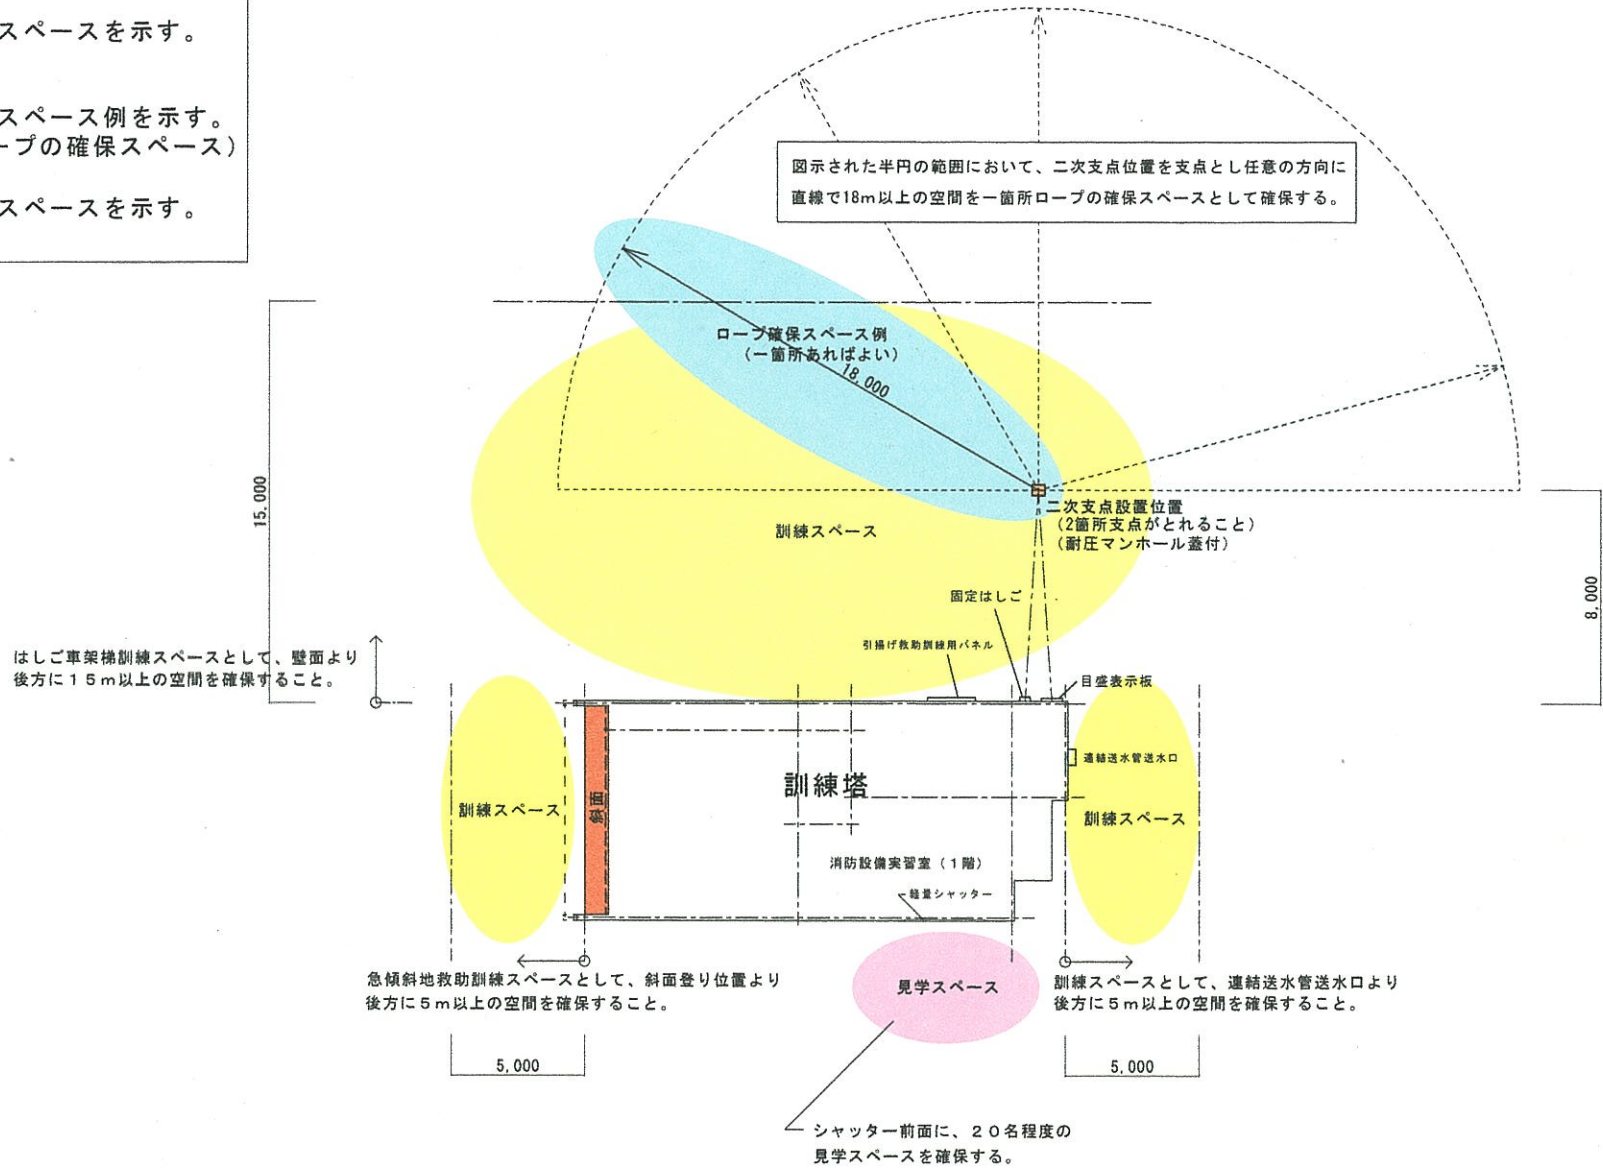 スペースを示す。
スペース例を示す。
ープの確保スペース）
スペースを示す。
図示された半円の範囲において、二次支点位置を支点とし任意の方向に
直線で18m以上の空間を一箇所ロープの確保スペースとして確保する。
ロープ確保スペース例
（一箇所あればよい）
18,000
15,000
二次支点設置位置
（2箇所支点がとれること）
（耐圧マンホール蓋付）
訓練スペース
8,000
固定はしご
引揚げ救助訓練用パネル
目盛表示板
はしご車架梯訓練スペースとして、壁面より
後方に１５ｍ以上の空間を確保すること。
連結送水管送水口
訓練塔
訓練スペース
斜面
訓練スペース
消防設備実習室（１階）
軽量シャッター
急傾斜地救助訓練スペースとして、斜面登り位置より
後方に５ｍ以上の空間を確保すること。
見学スペース
訓練スペースとして、連結送水管送水口より
後方に５ｍ以上の空間を確保すること。
5,000
5,000
シャッター前面に、２０名程度の
見学スペースを確保する。